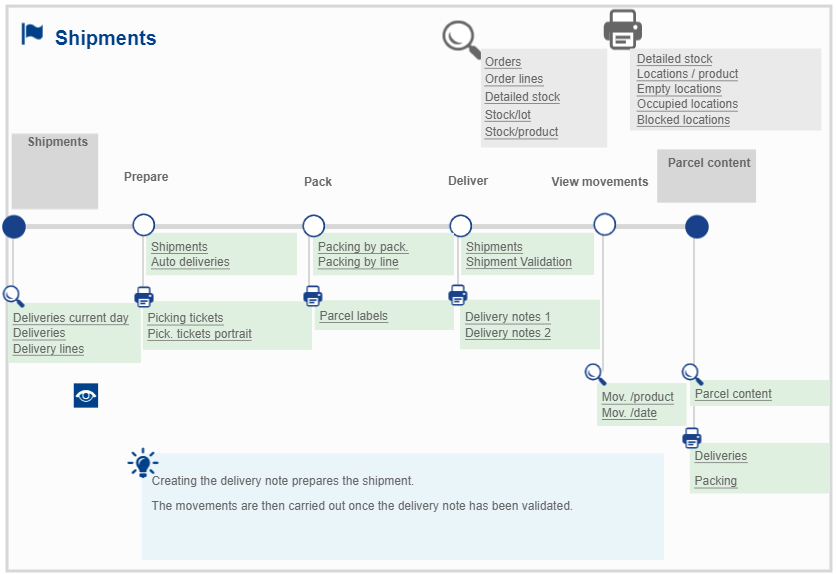 Shipments
Orders
Order lines
Detailed stock
Stock/lot
Stock/product
Detailed stock
Locations / product
Empty locations
Occupied locations
Blocked locations
Shipments
Prepare
Pack
Deliver
View movements
Parcel content
Shipments
Auto deliveries
Packing by pack.
Packing by line
Shipments
Shipment Validation
Deliveries current day
Deliveries
Delivery lines
Picking tickets
Pick. tickets portrait
Parcel labels
Delivery notes 1
Delivery notes 2
Mov. /product
Mov. /date
Parcel content
Deliveries
Packing
Creating the delivery note prepares the shipment.
The movements are then carried out once the delivery note has been validated.